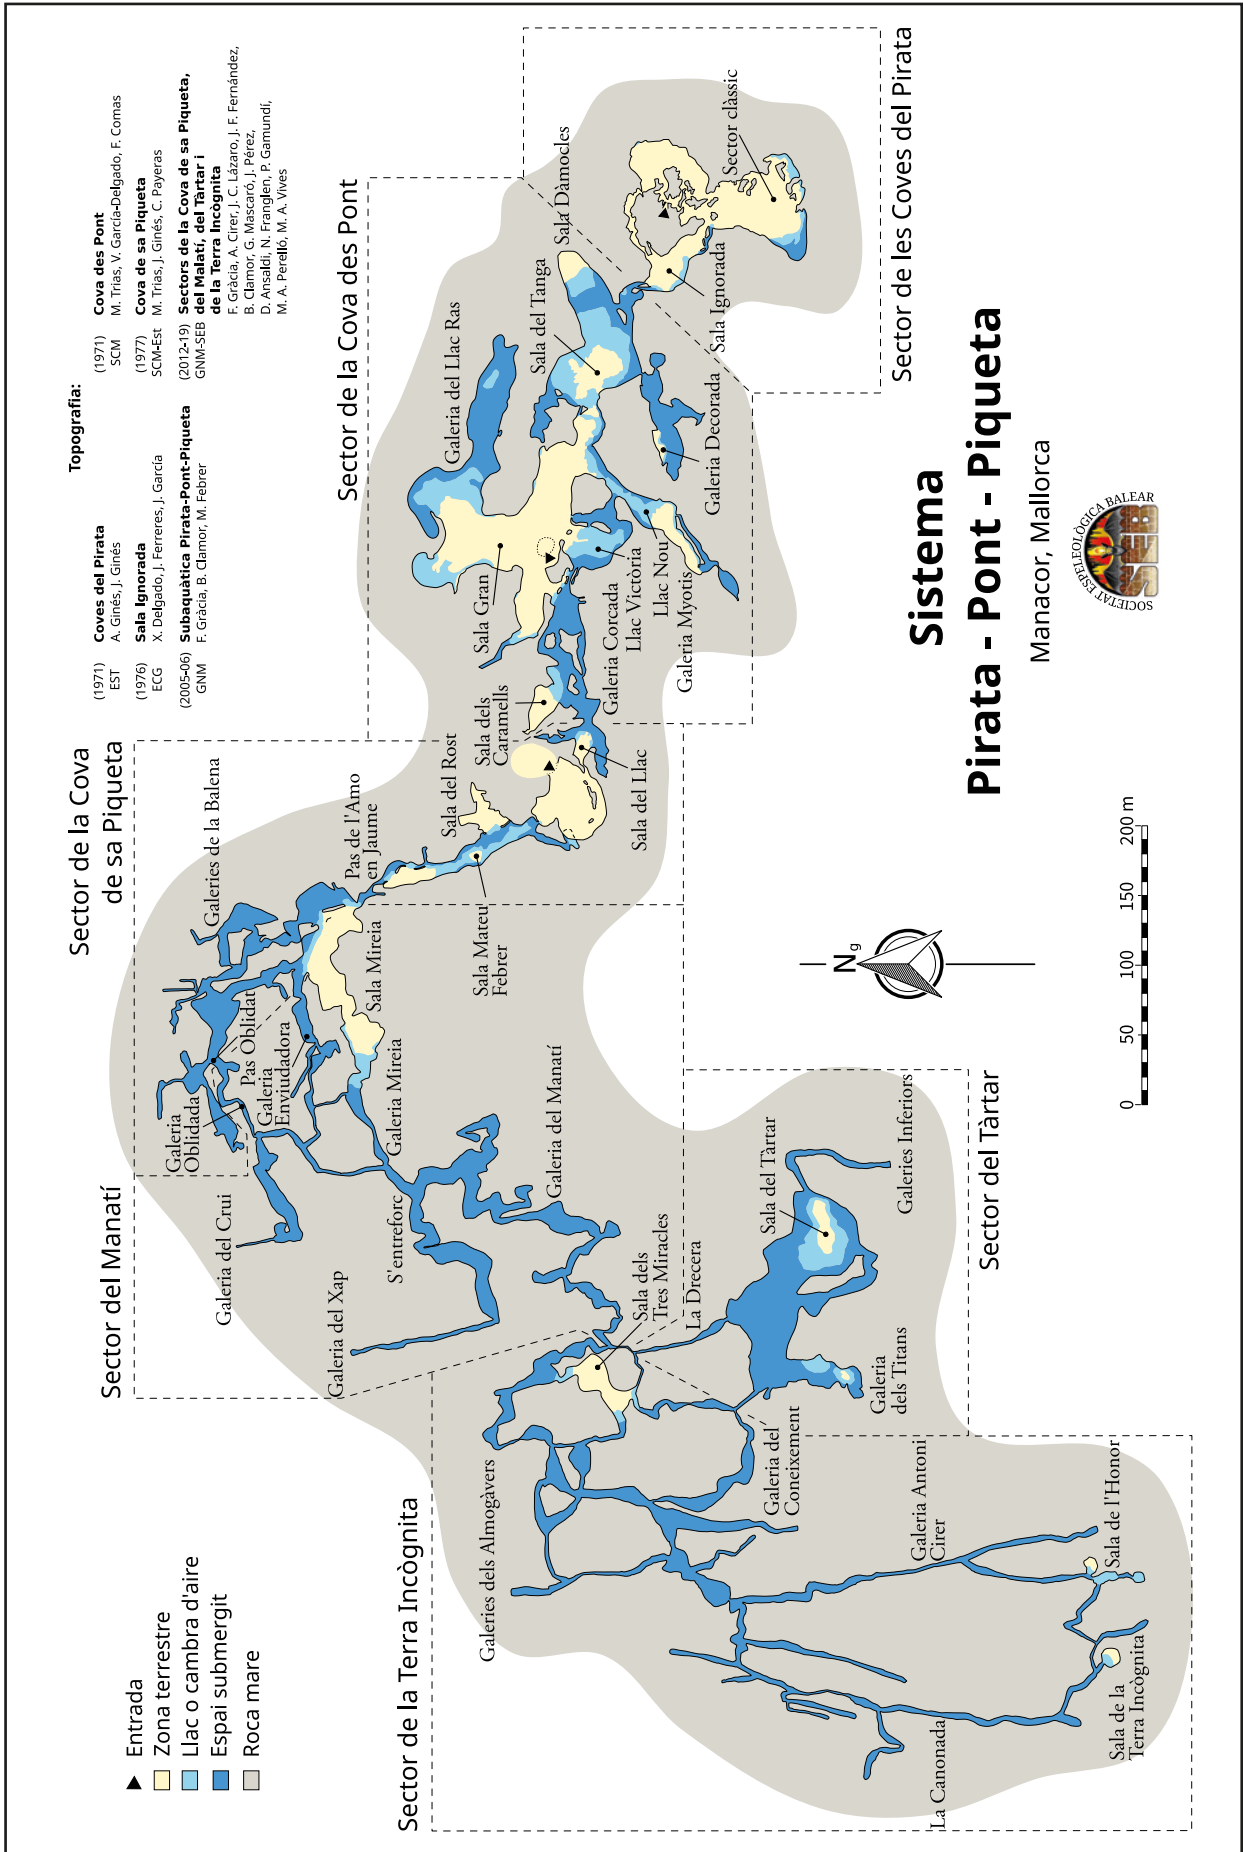 Topografia:
(1971) Coves del Pirata
EST A. Ginés, J. Ginés
(1976) Sala Ignorada
ECG X. Delgado, J. Ferreres, J. García
(2005-06) Subaquàtica Pirata-Pont-Piqueta
GNM F. Gràcia, B. Clamor, M. Febrer
(1971) Cova des Pont
SCM M. Trias, V. García-Delgado, F. Comas
(1977) Cova de sa Piqueta
SCM-Est M. Trias, J. Ginés, C. Payeras
(2012-19) Sectors de la Cova de sa Piqueta,
GNM-SEB del Malatí, del Tàrtar i
de la Terra Incògnita
F. Gràcia, A. Cirer, J. C. Lázaro, J. F. Fernández,
B. Clamor, G. Mascaró, J. Pérez,
D. Ansaldi, N. Franglen, P. Gamundí,
M. A. Perelló, M. A. Vives
Entrada
Zona terrestre
Llac o cambra d'aire
Espai submergit
Roca mare
Sector del Manatí
Sector de la Cova
de sa Piqueta
Sector de la Cova des Pont
Sector de les Coves del Pirata
Sector de la Terra Incògnita
Sector del Tàrtar
Galeries de la Balena
Galeria
Oblidada
Pas Oblidat
Galeria
Enviudadora
Galeria del Crui
Galeria del Xap
Galeria Mireia
Sala Mireia
S'entreforc
Pas de l'Amo
en Jaume
Sala Mateu
Febrer
Sala del Rost
Sala dels
Caramells
Sala del Llac
Sala Gran
Galeria del Llac Ras
Sala del Tanga
Sala Dàmocles
Sector clàssic
Sala Ignorada
Galeria Decorada
Galeria Corcada
Llac Victòria
Llac Nou
Galeria Myotis
Galeria del Manatí
Sala dels
Tres Miracles
La Drecera
Sala del Tàrtar
Galeries Inferiors
Galeria
dels Titans
Galeria del
Coneixement
Galeries dels Almogàvers
Galeria Antoni
Cirer
Sala de l'Honor
Sala de la
Terra Incògnita
La Canonada
Sistema
Pirata - Pont - Piqueta
Manacor, Mallorca
SOCIETAT ESPELEOLÒGICA BALEAR
SEB
Ng
0 50 100 150 200 m